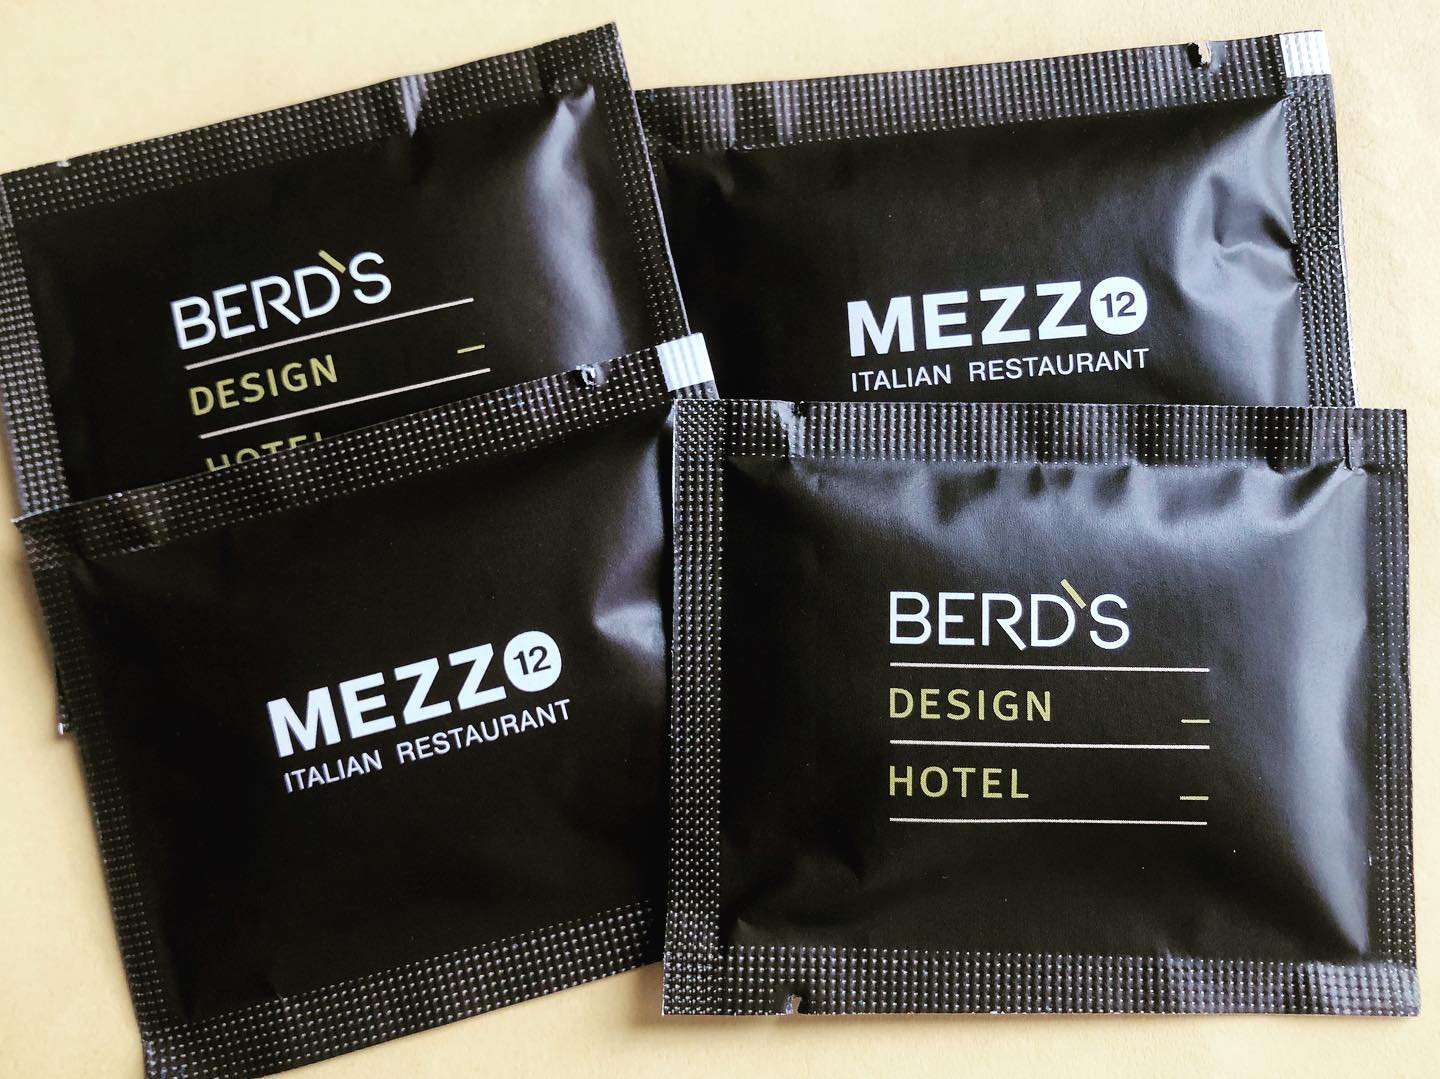 BERD`S
DESIGN _
HOTEL
MEZZO 12
ITALIAN RESTAURANT
MEZZO 12
ITALIAN RESTAURANT
BERD`S
DESIGN _
HOTEL _